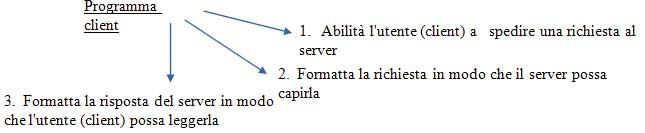 Programma
client
1. Abilità l'utente (client) a spedire una richiesta al
server
2. Formatta la richiesta in modo che il server possa
capirla
3. Formatta la risposta del server in modo
che l'utente (client) possa leggerla